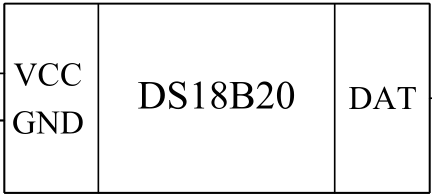 VCC
GND
DS18B20
DAT